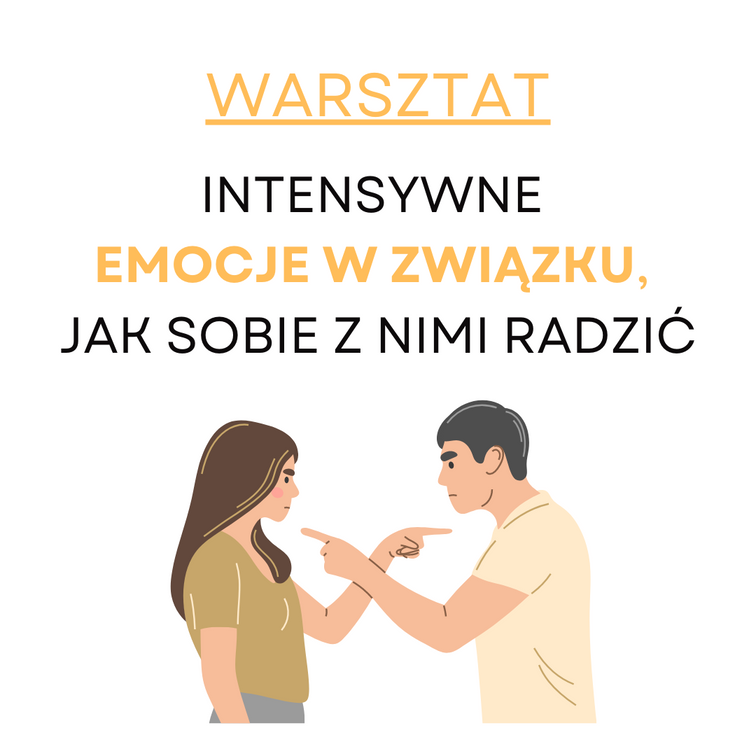 WARSZTAT
INTENSYWNE
EMOCJE W ZWIĄZKU,
JAK SOBIE Z NIMI RADZIĆ